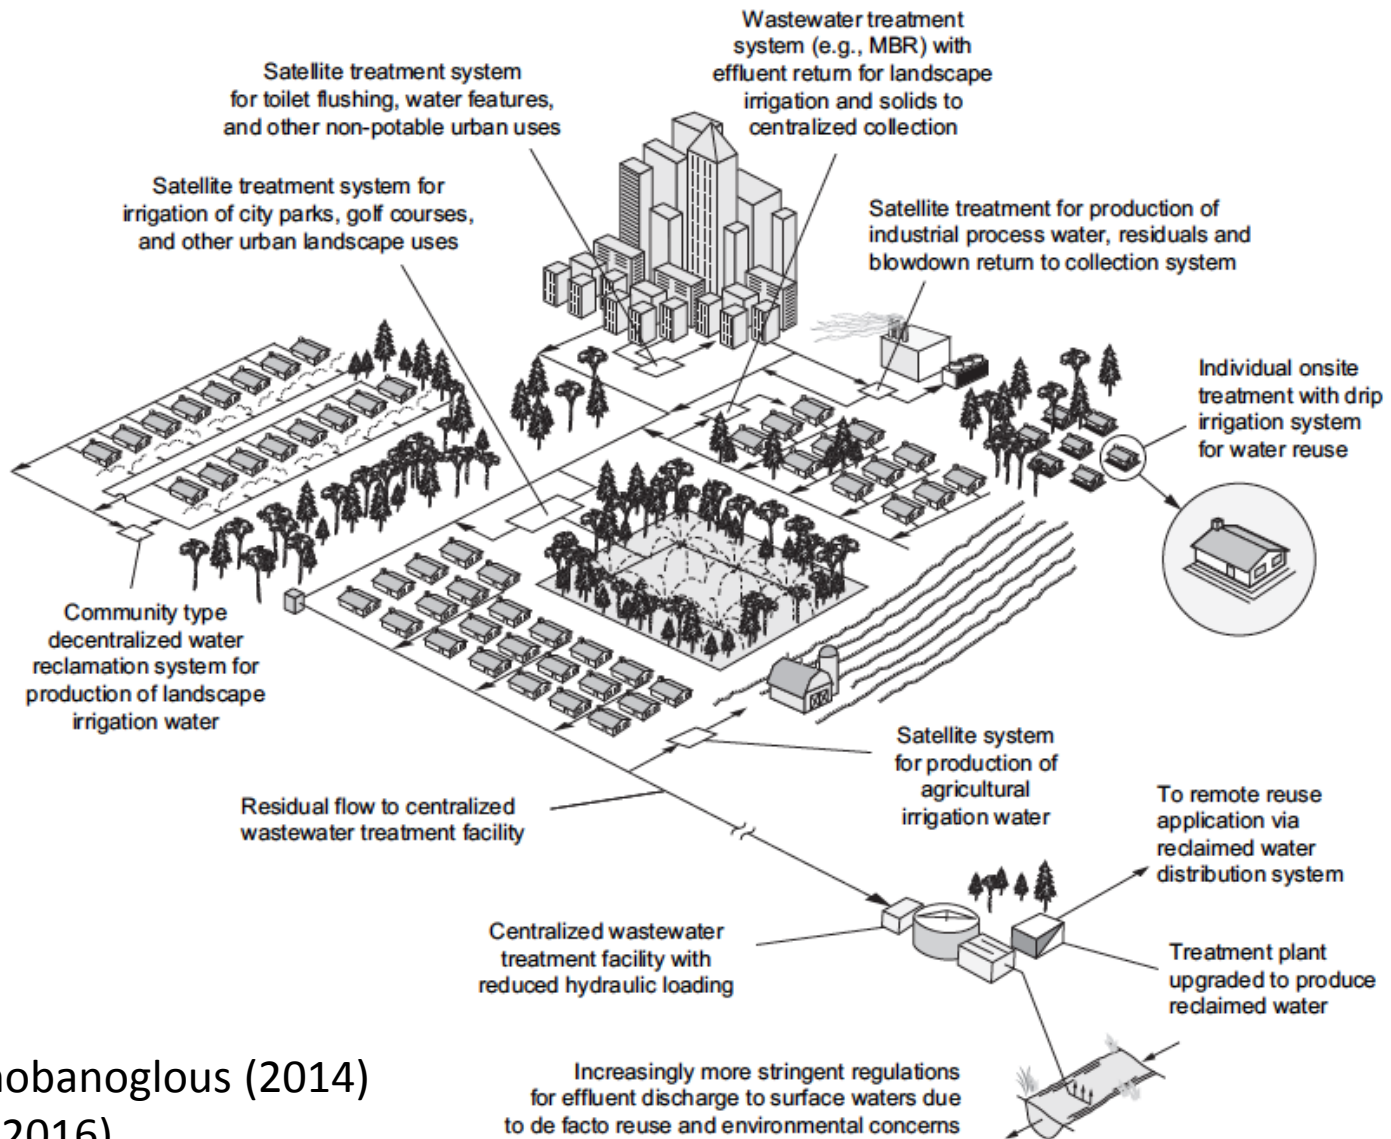 Wastewater treatment
system (e.g., MBR) with
effluent return for landscape
irrigation and solids to
centralized collection
Satellite treatment system
for toilet flushing, water features,
and other non-potable urban uses
Satellite treatment system for
irrigation of city parks, golf courses,
and other urban landscape uses
Satellite treatment for production of
industrial process water, residuals and
blowdown return to collection system
Individual onsite
treatment with drip
irrigation system
for water reuse
Community type
decentralized water
reclamation system for
production of landscape
irrigation water
Satellite system
for production of
agricultural
irrigation water
Residual flow to centralized
wastewater treatment facility
To remote reuse
application via
reclaimed water
distribution system
Centralized wastewater
treatment facility with
reduced hydraulic loading
Treatment plant
upgraded to produce
reclaimed water
Increasingly more stringent regulations
for effluent discharge to surface waters due
to de facto reuse and environmental concerns
nobanoglous (2014)
2016)